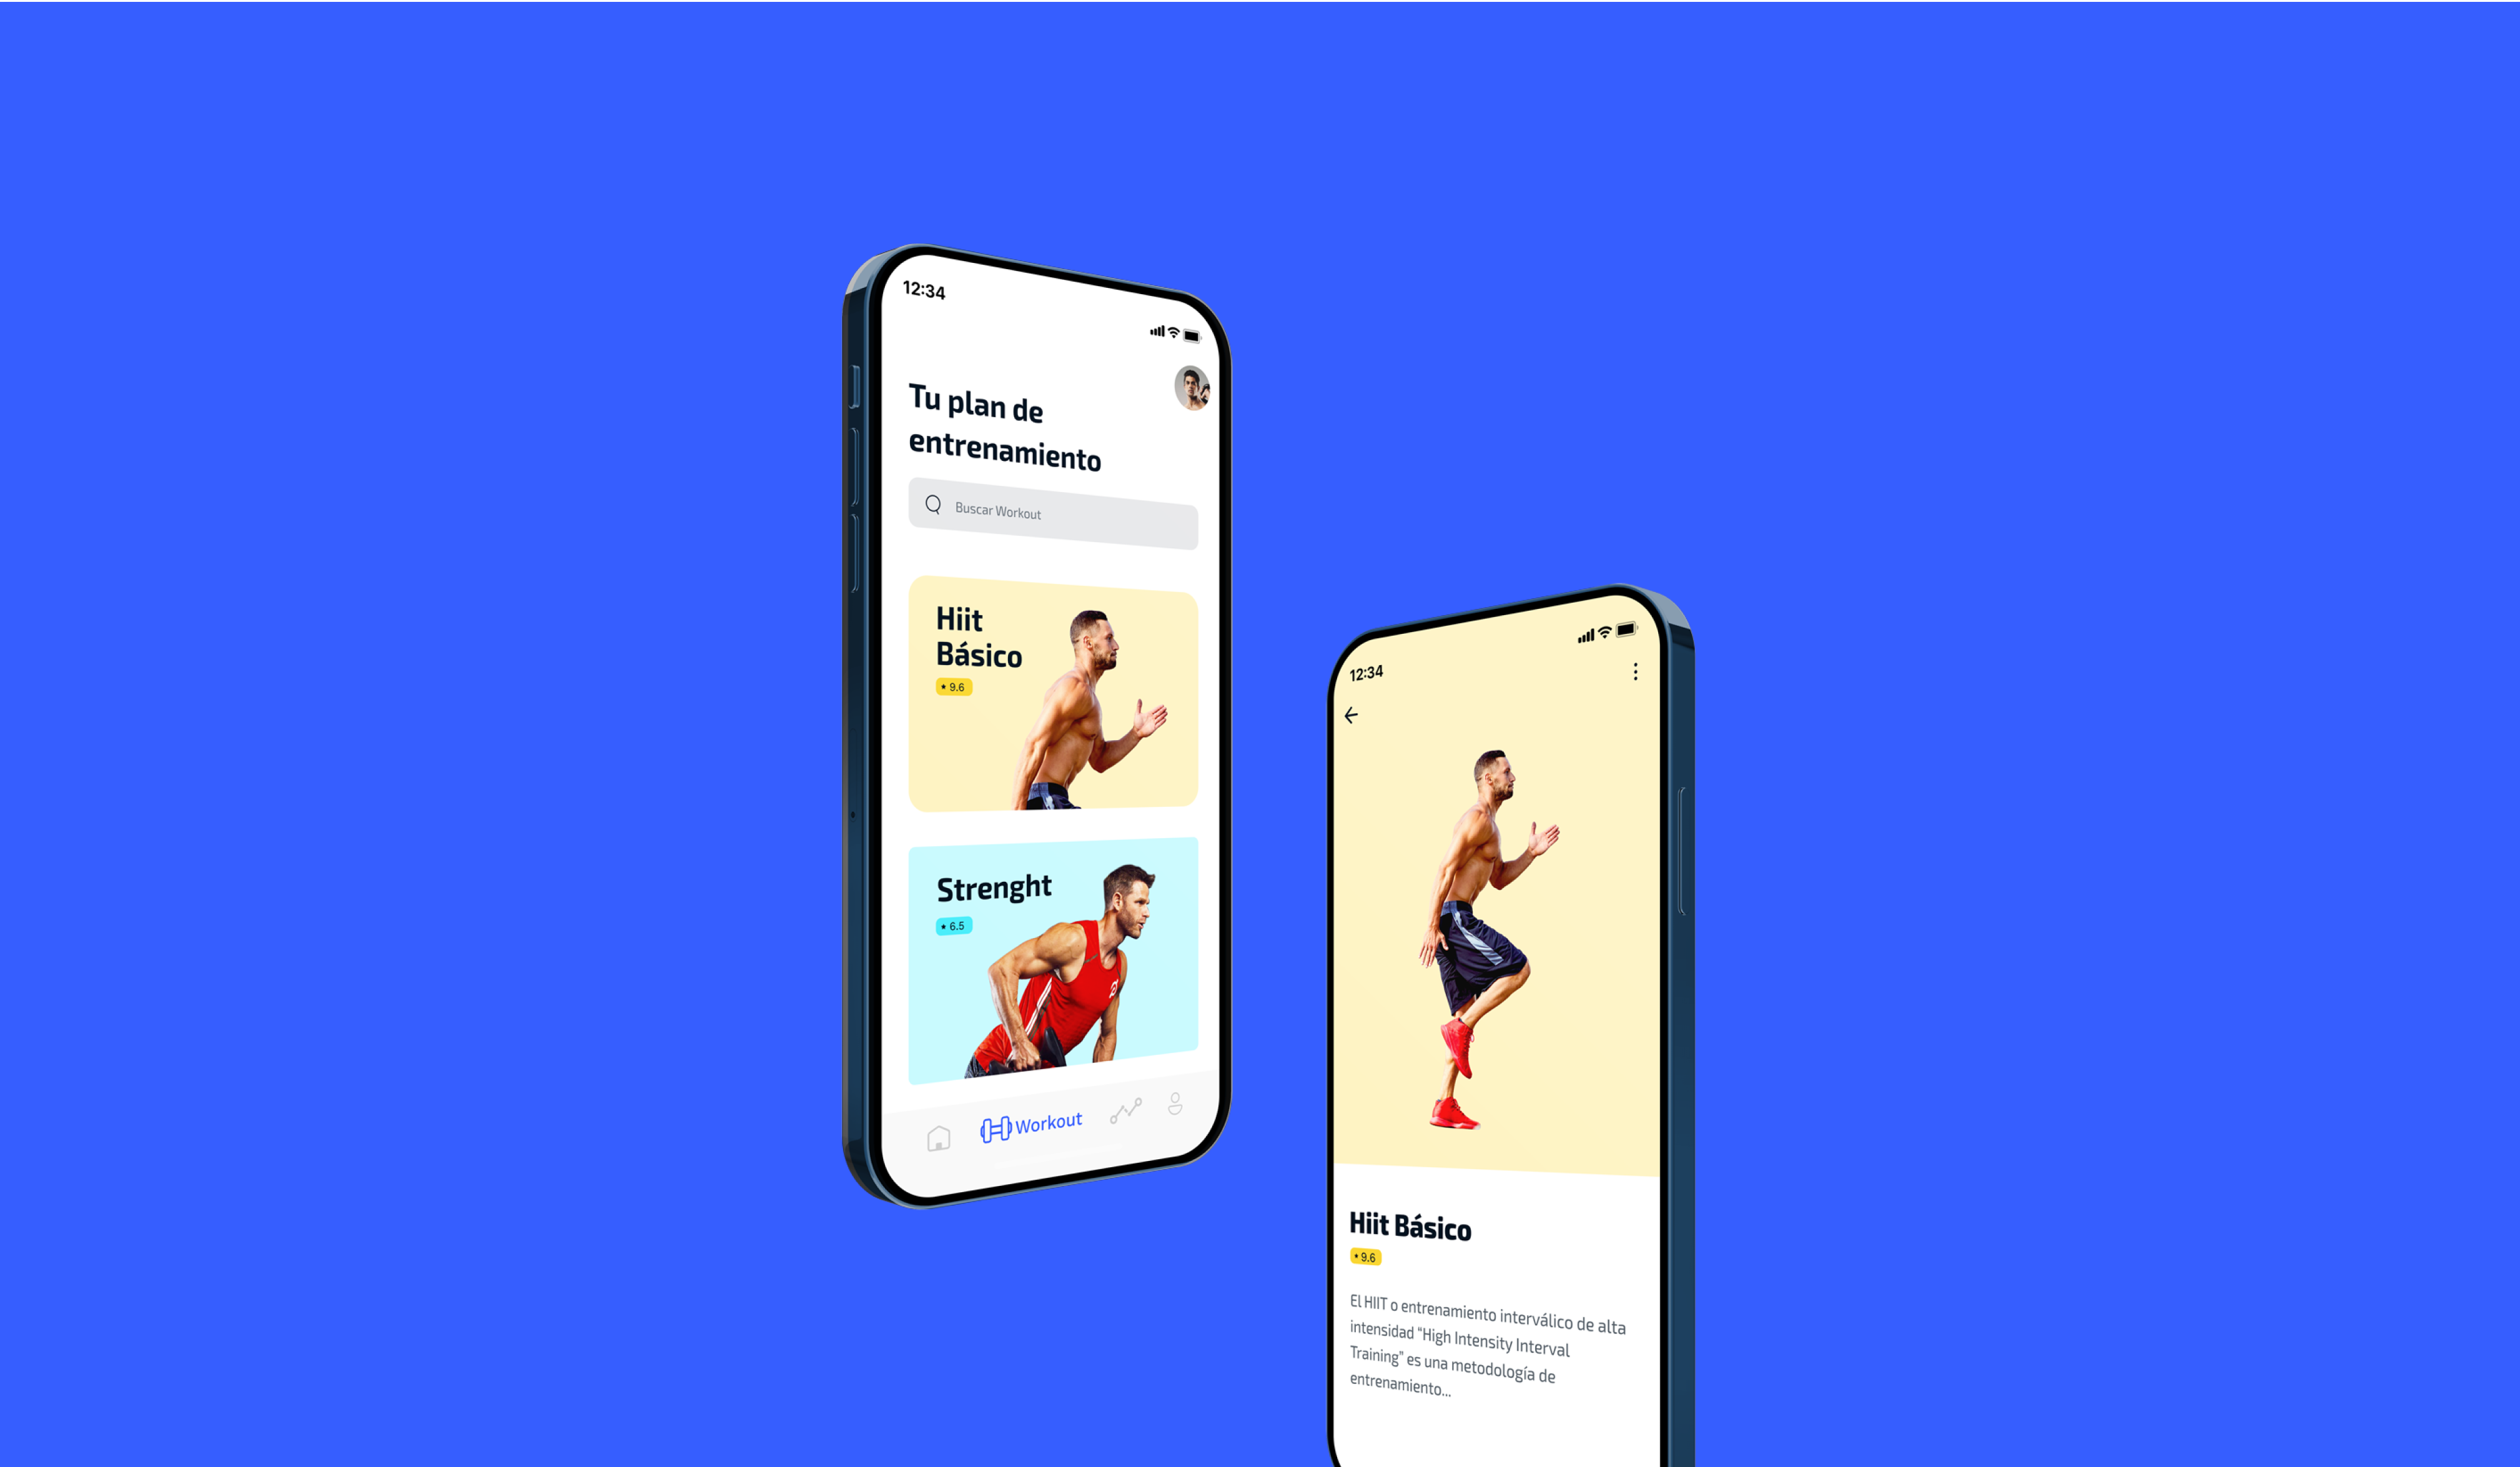 12:34
Tu plan de
entrenamiento
Buscar Workout
Hiit
Básico
9.6
Strenght
6.5
Workout
12:34
Hiit Básico
9.6
El HIIT o entrenamiento interválico de alta
intensidad “High Intensity Interval
Training” es una metodología de
entrenamiento...